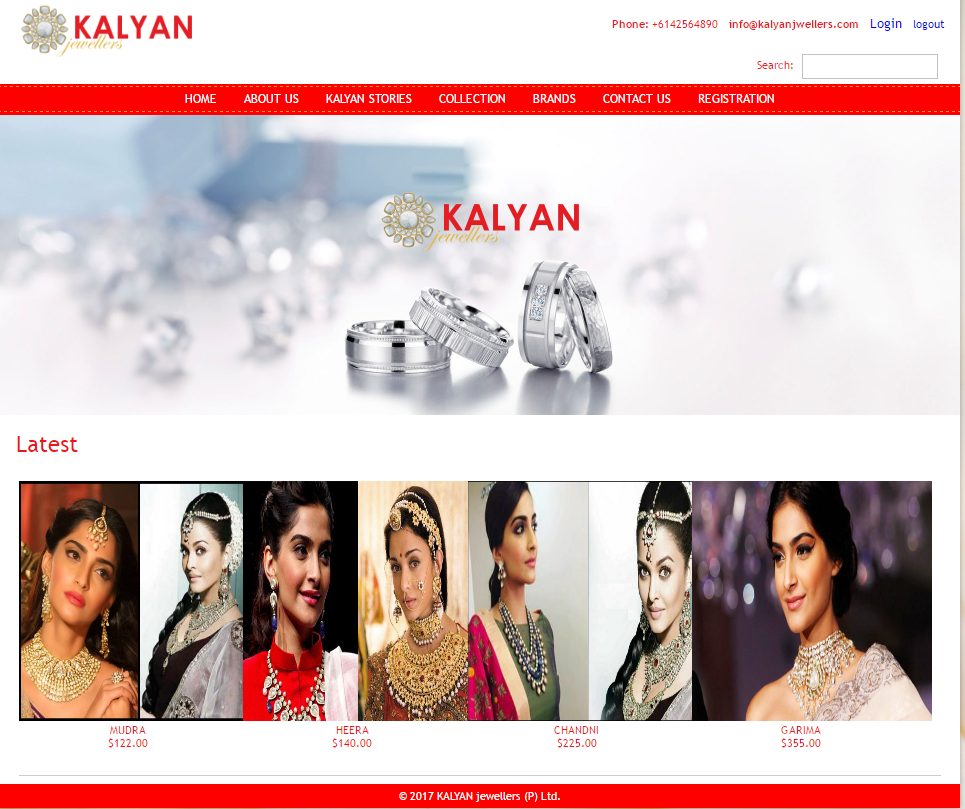 KALYAN
jewellers
Phone: +6142564890 info@kalyanjwellers.com Login logout
Search:
HOME ABOUT US KALYAN STORIES COLLECTION BRANDS CONTACT US REGISTRATION
KALYAN
jewellers
Latest
MUDRA HEERA CHANDNI GARIMA
$122.00 $140.00 $225.00 $355.00
© 2017 KALYAN jewellers (P) Ltd.